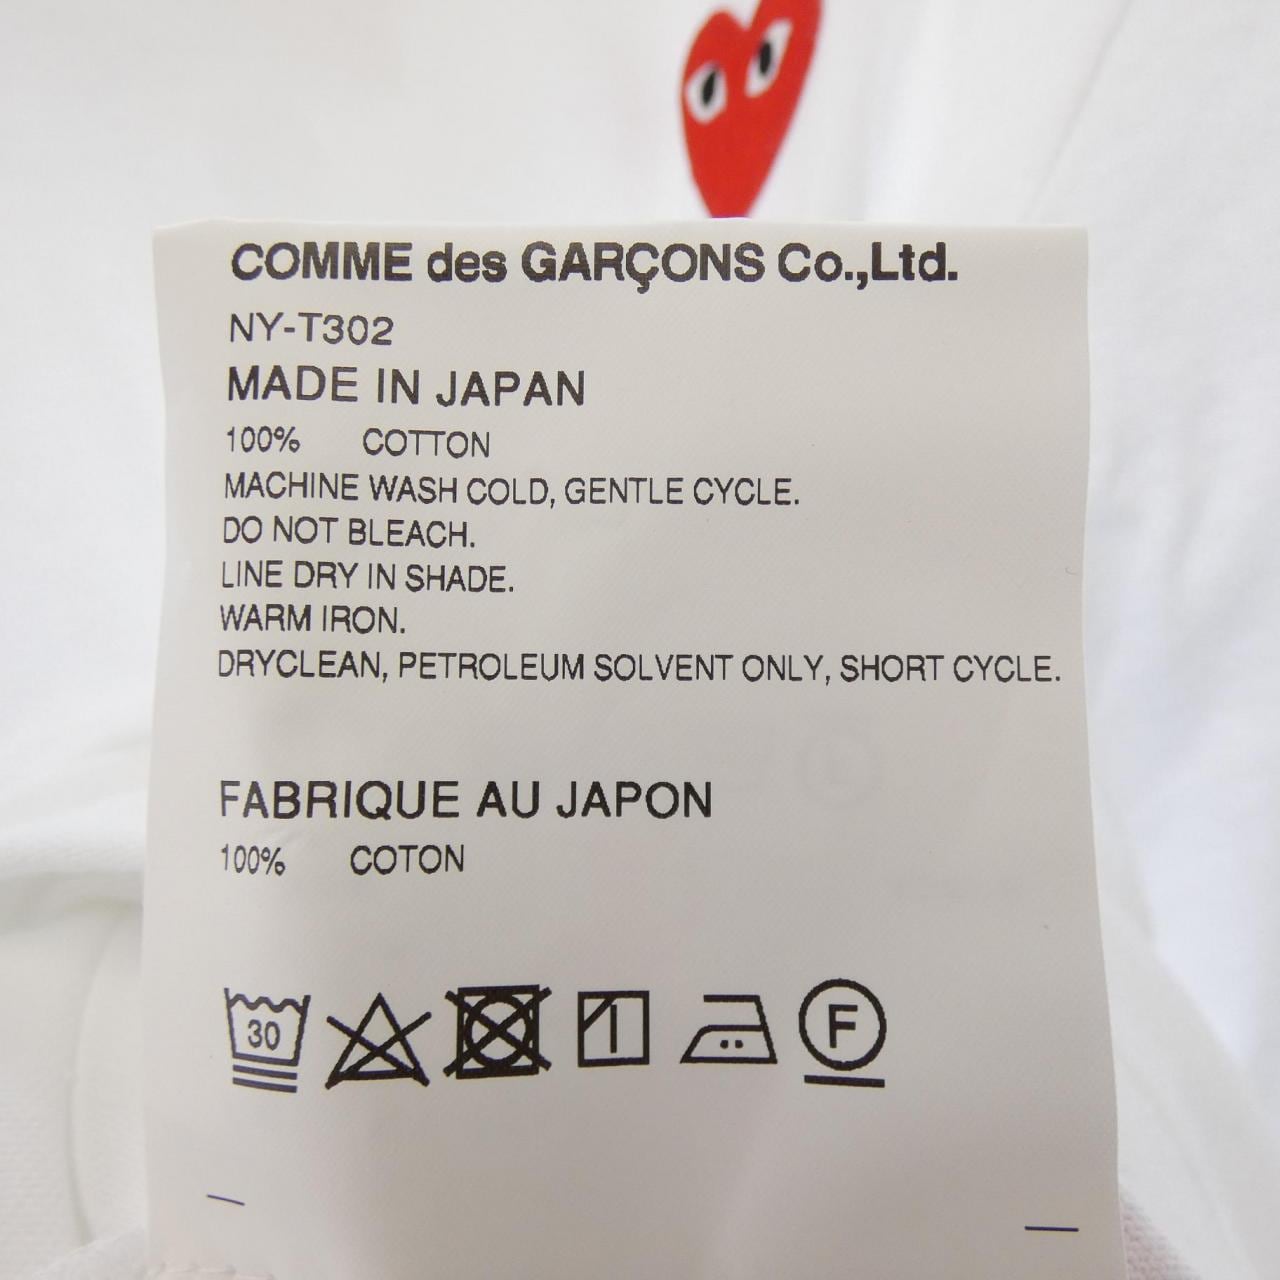 COMME des GARÇONS Co.,Ltd.
NY-T302
MADE IN JAPAN
100% COTTON
MACHINE WASH COLD, GENTLE CYCLE.
DO NOT BLEACH.
LINE DRY IN SHADE.
WARM IRON.
DRYCLEAN, PETROLEUM SOLVENT ONLY, SHORT CYCLE.
FABRIQUE AU JAPON
100% COTON
30 F